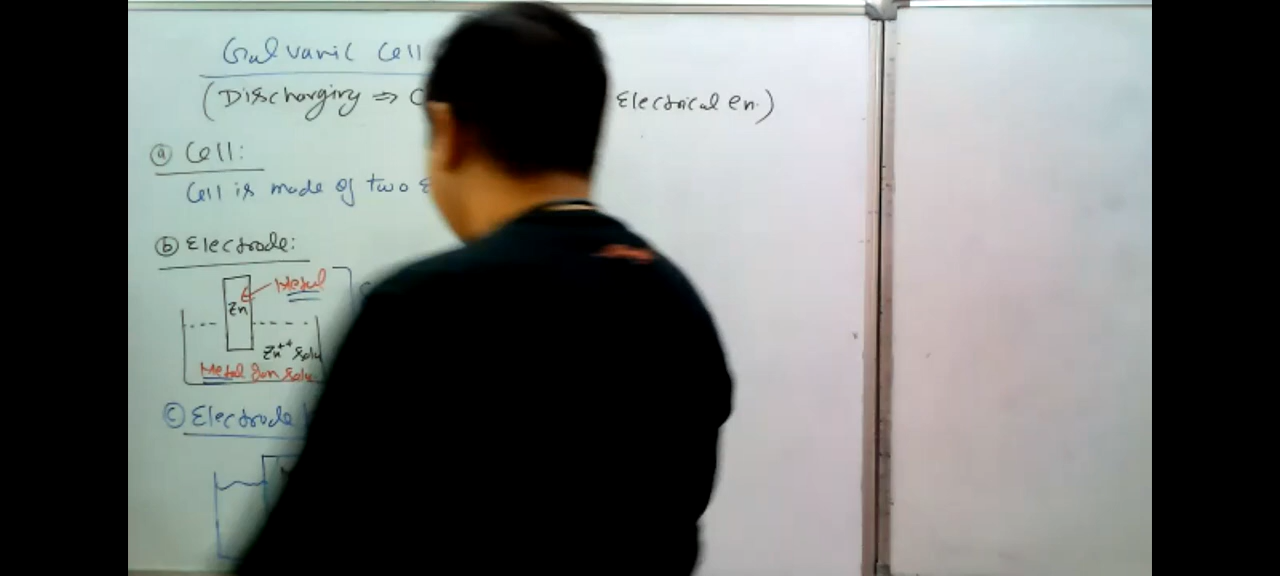 Galvanic Cell
(Discharging ⇒ Electrical en.)
ⓐ Cell:
Cell is made of two
ⓑ Electrode:
Metal
Zn
Zn++ Solu
Metal Ion Solu
ⓒ Electrode